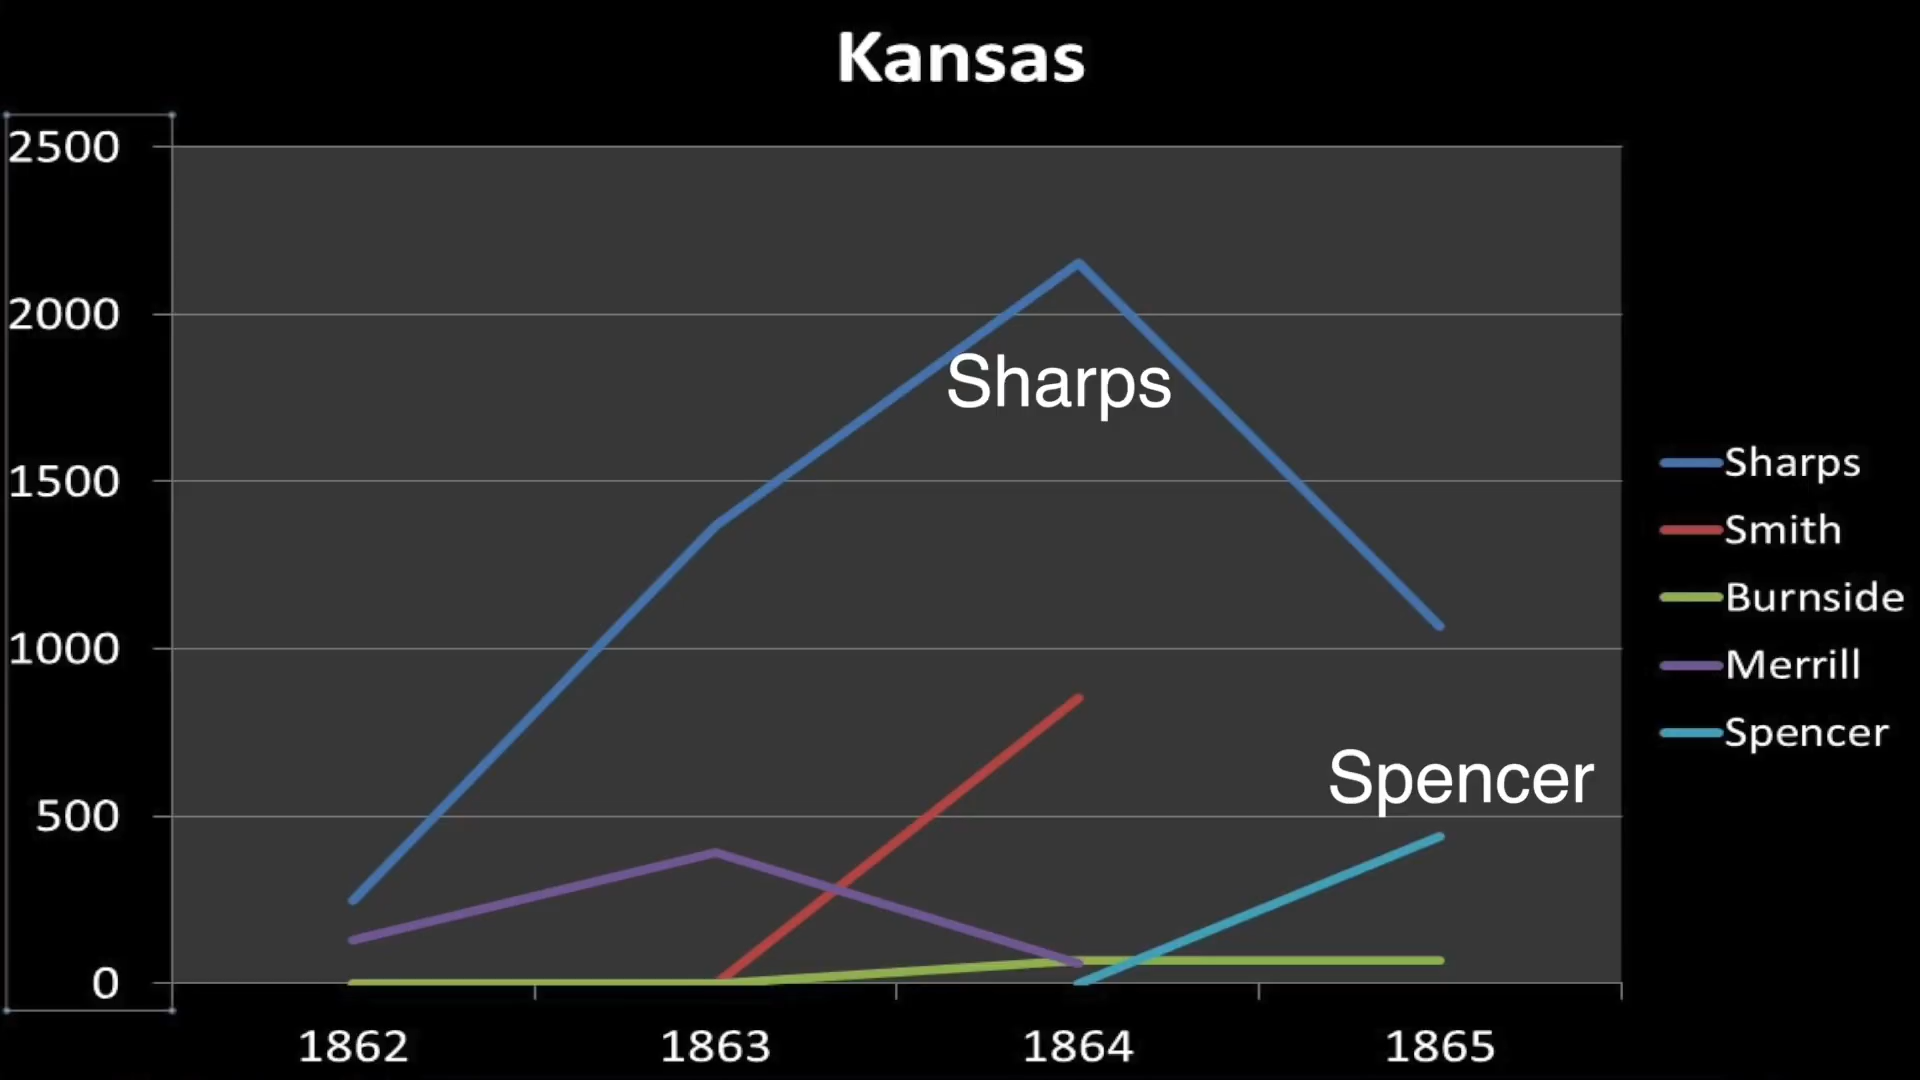 Kansas
2500
2000
1500
1000
500
0
1862 1863 1864 1865
Sharps
Spencer
Sharps
Smith
Burnside
Merrill
Spencer